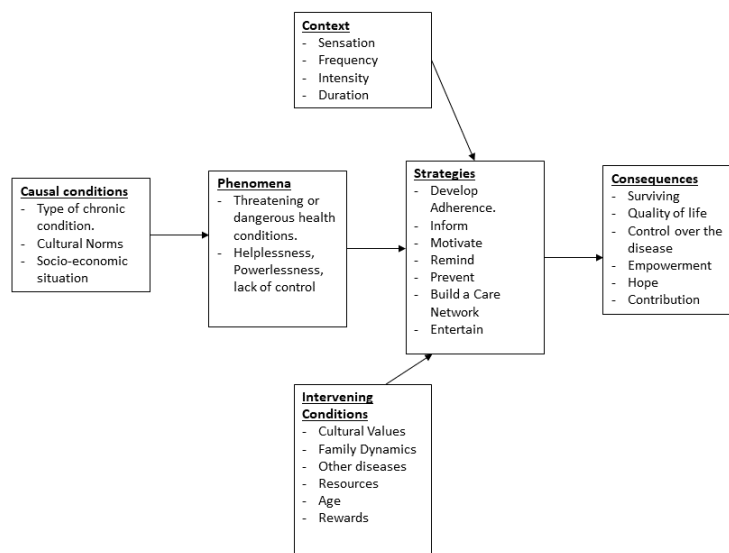 Context
- Sensation
- Frequency
- Intensity
- Duration
Causal conditions
- Type of chronic
condition.
- Cultural Norms
- Socio-economic
situation
Phenomena
- Threatening or
dangerous health
conditions.
- Helplessness,
Powerlessness,
lack of control
Strategies
- Develop
Adherence.
- Inform
- Motivate
- Remind
- Prevent
- Build a Care
Network
- Entertain
Consequences
- Surviving
- Quality of life
- Control over the
disease
- Empowerment
- Hope
- Contribution
Intervening
Conditions
- Cultural Values
- Family Dynamics
- Other diseases
- Resources
- Age
- Rewards